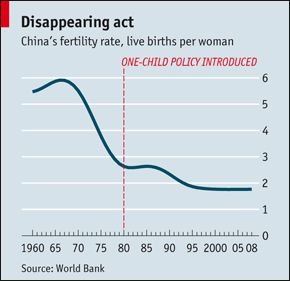 Disappearing act
China's fertility rate, live births per woman
ONE-CHILD POLICY INTRODUCED
6
5
4
3
2
1
0
1960 65 70 75 80 85 90 95 2000 05 08
Source: World Bank